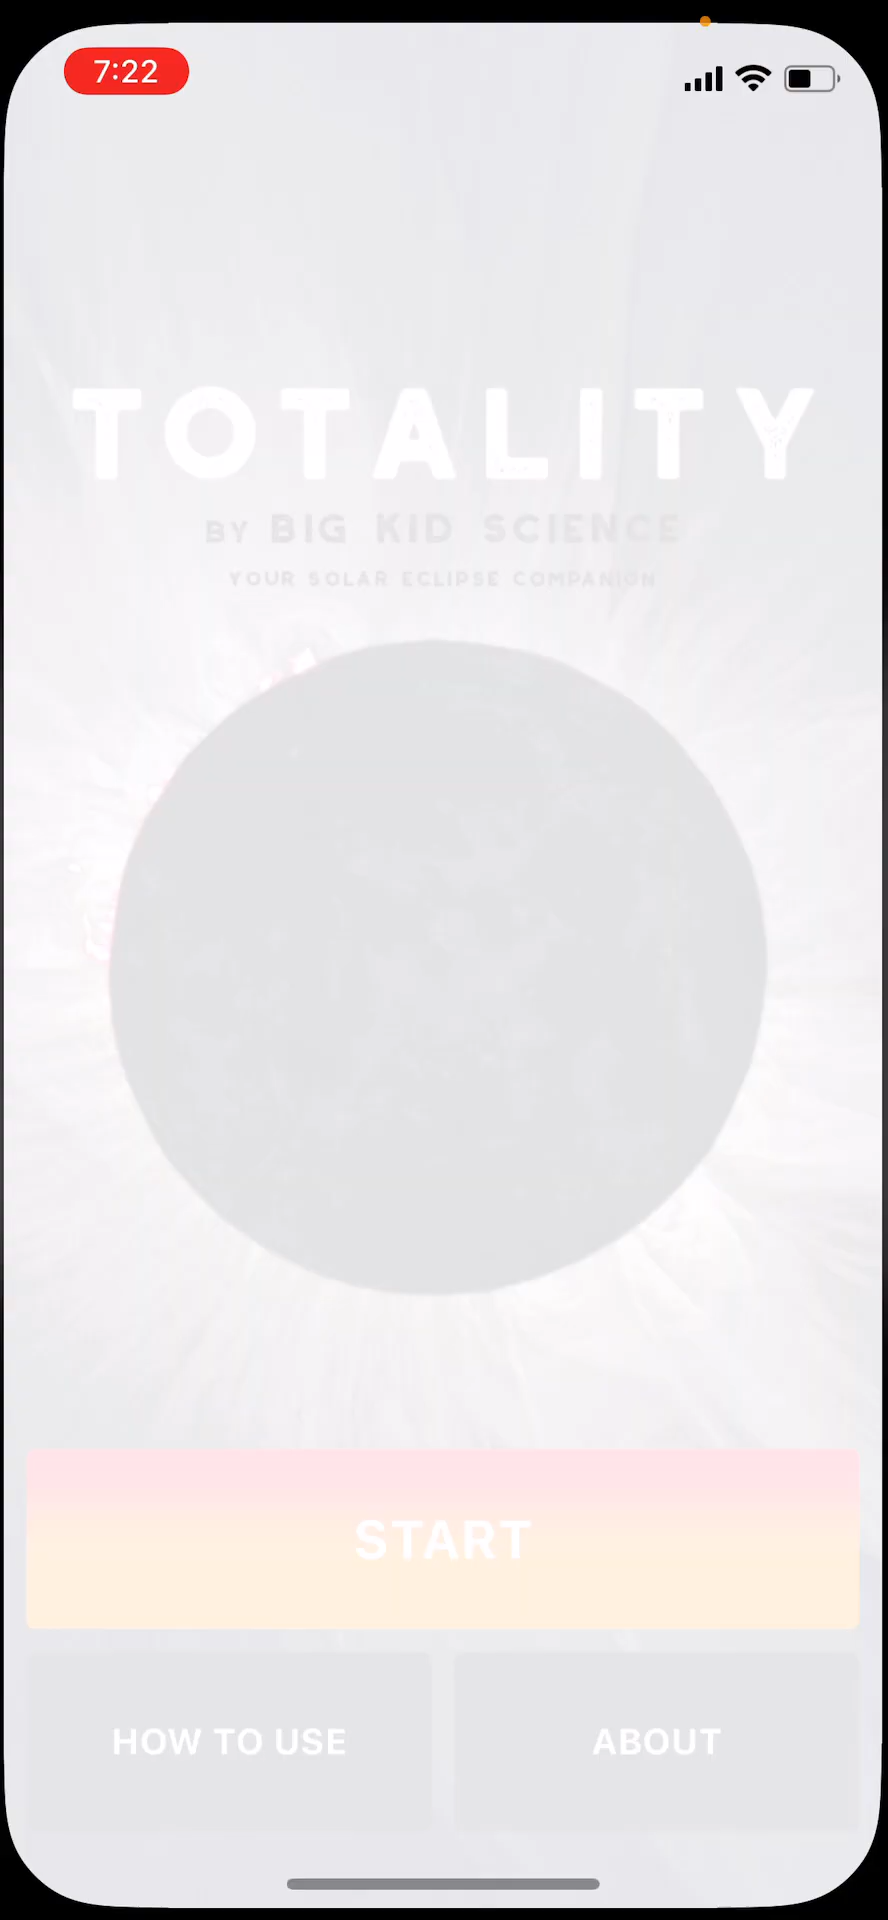 7:22
TOTALITY
BY BIG KID SCIENCE
YOUR SOLAR ECLIPSE COMPANION
START
HOW TO USE
ABOUT